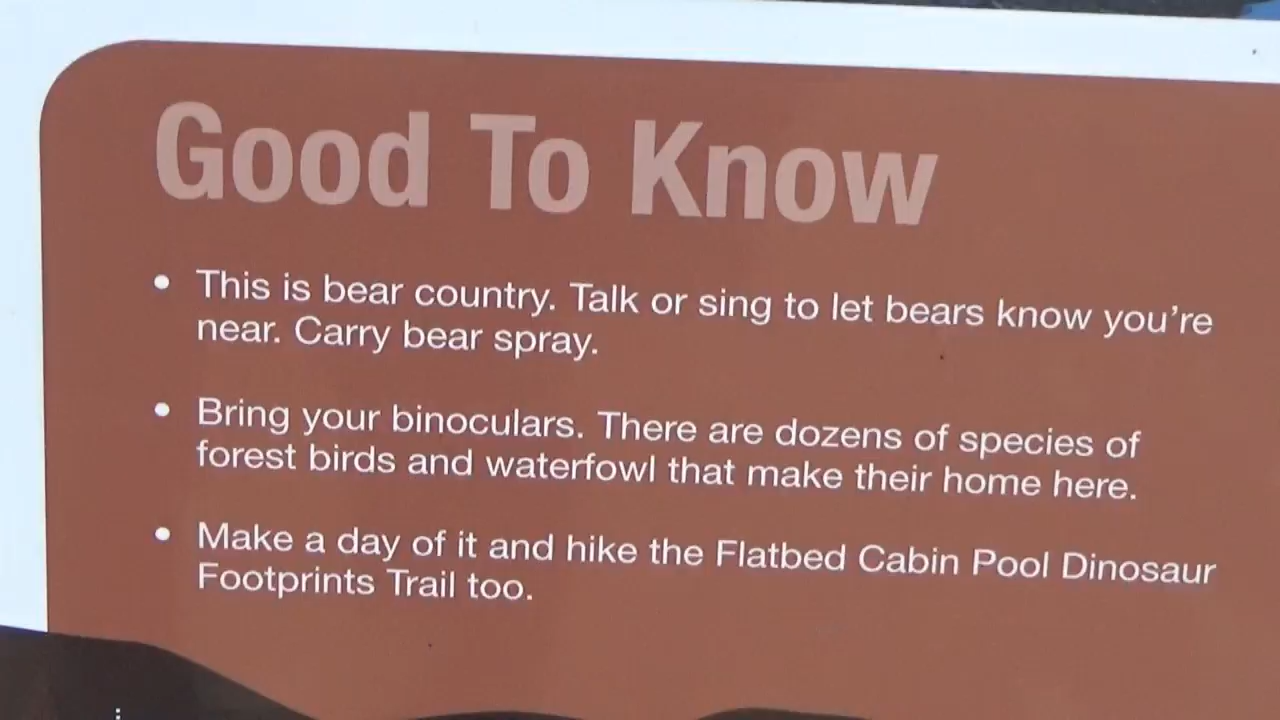 Good To Know
• This is bear country. Talk or sing to let bears know you're
near. Carry bear spray.
• Bring your binoculars. There are dozens of species of
forest birds and waterfowl that make their home here.
• Make a day of it and hike the Flatbed Cabin Pool Dinosaur
Footprints Trail too.